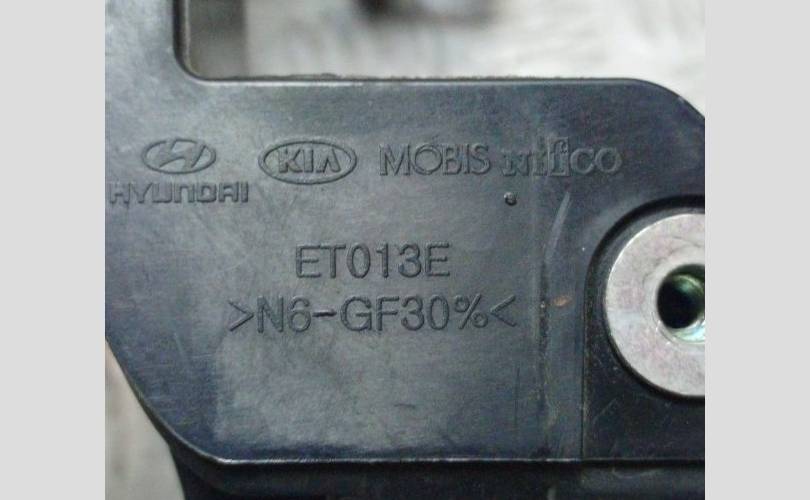 HYUNDAI KIA MOBIS Nifco
ET013E
>N6-GF30%<